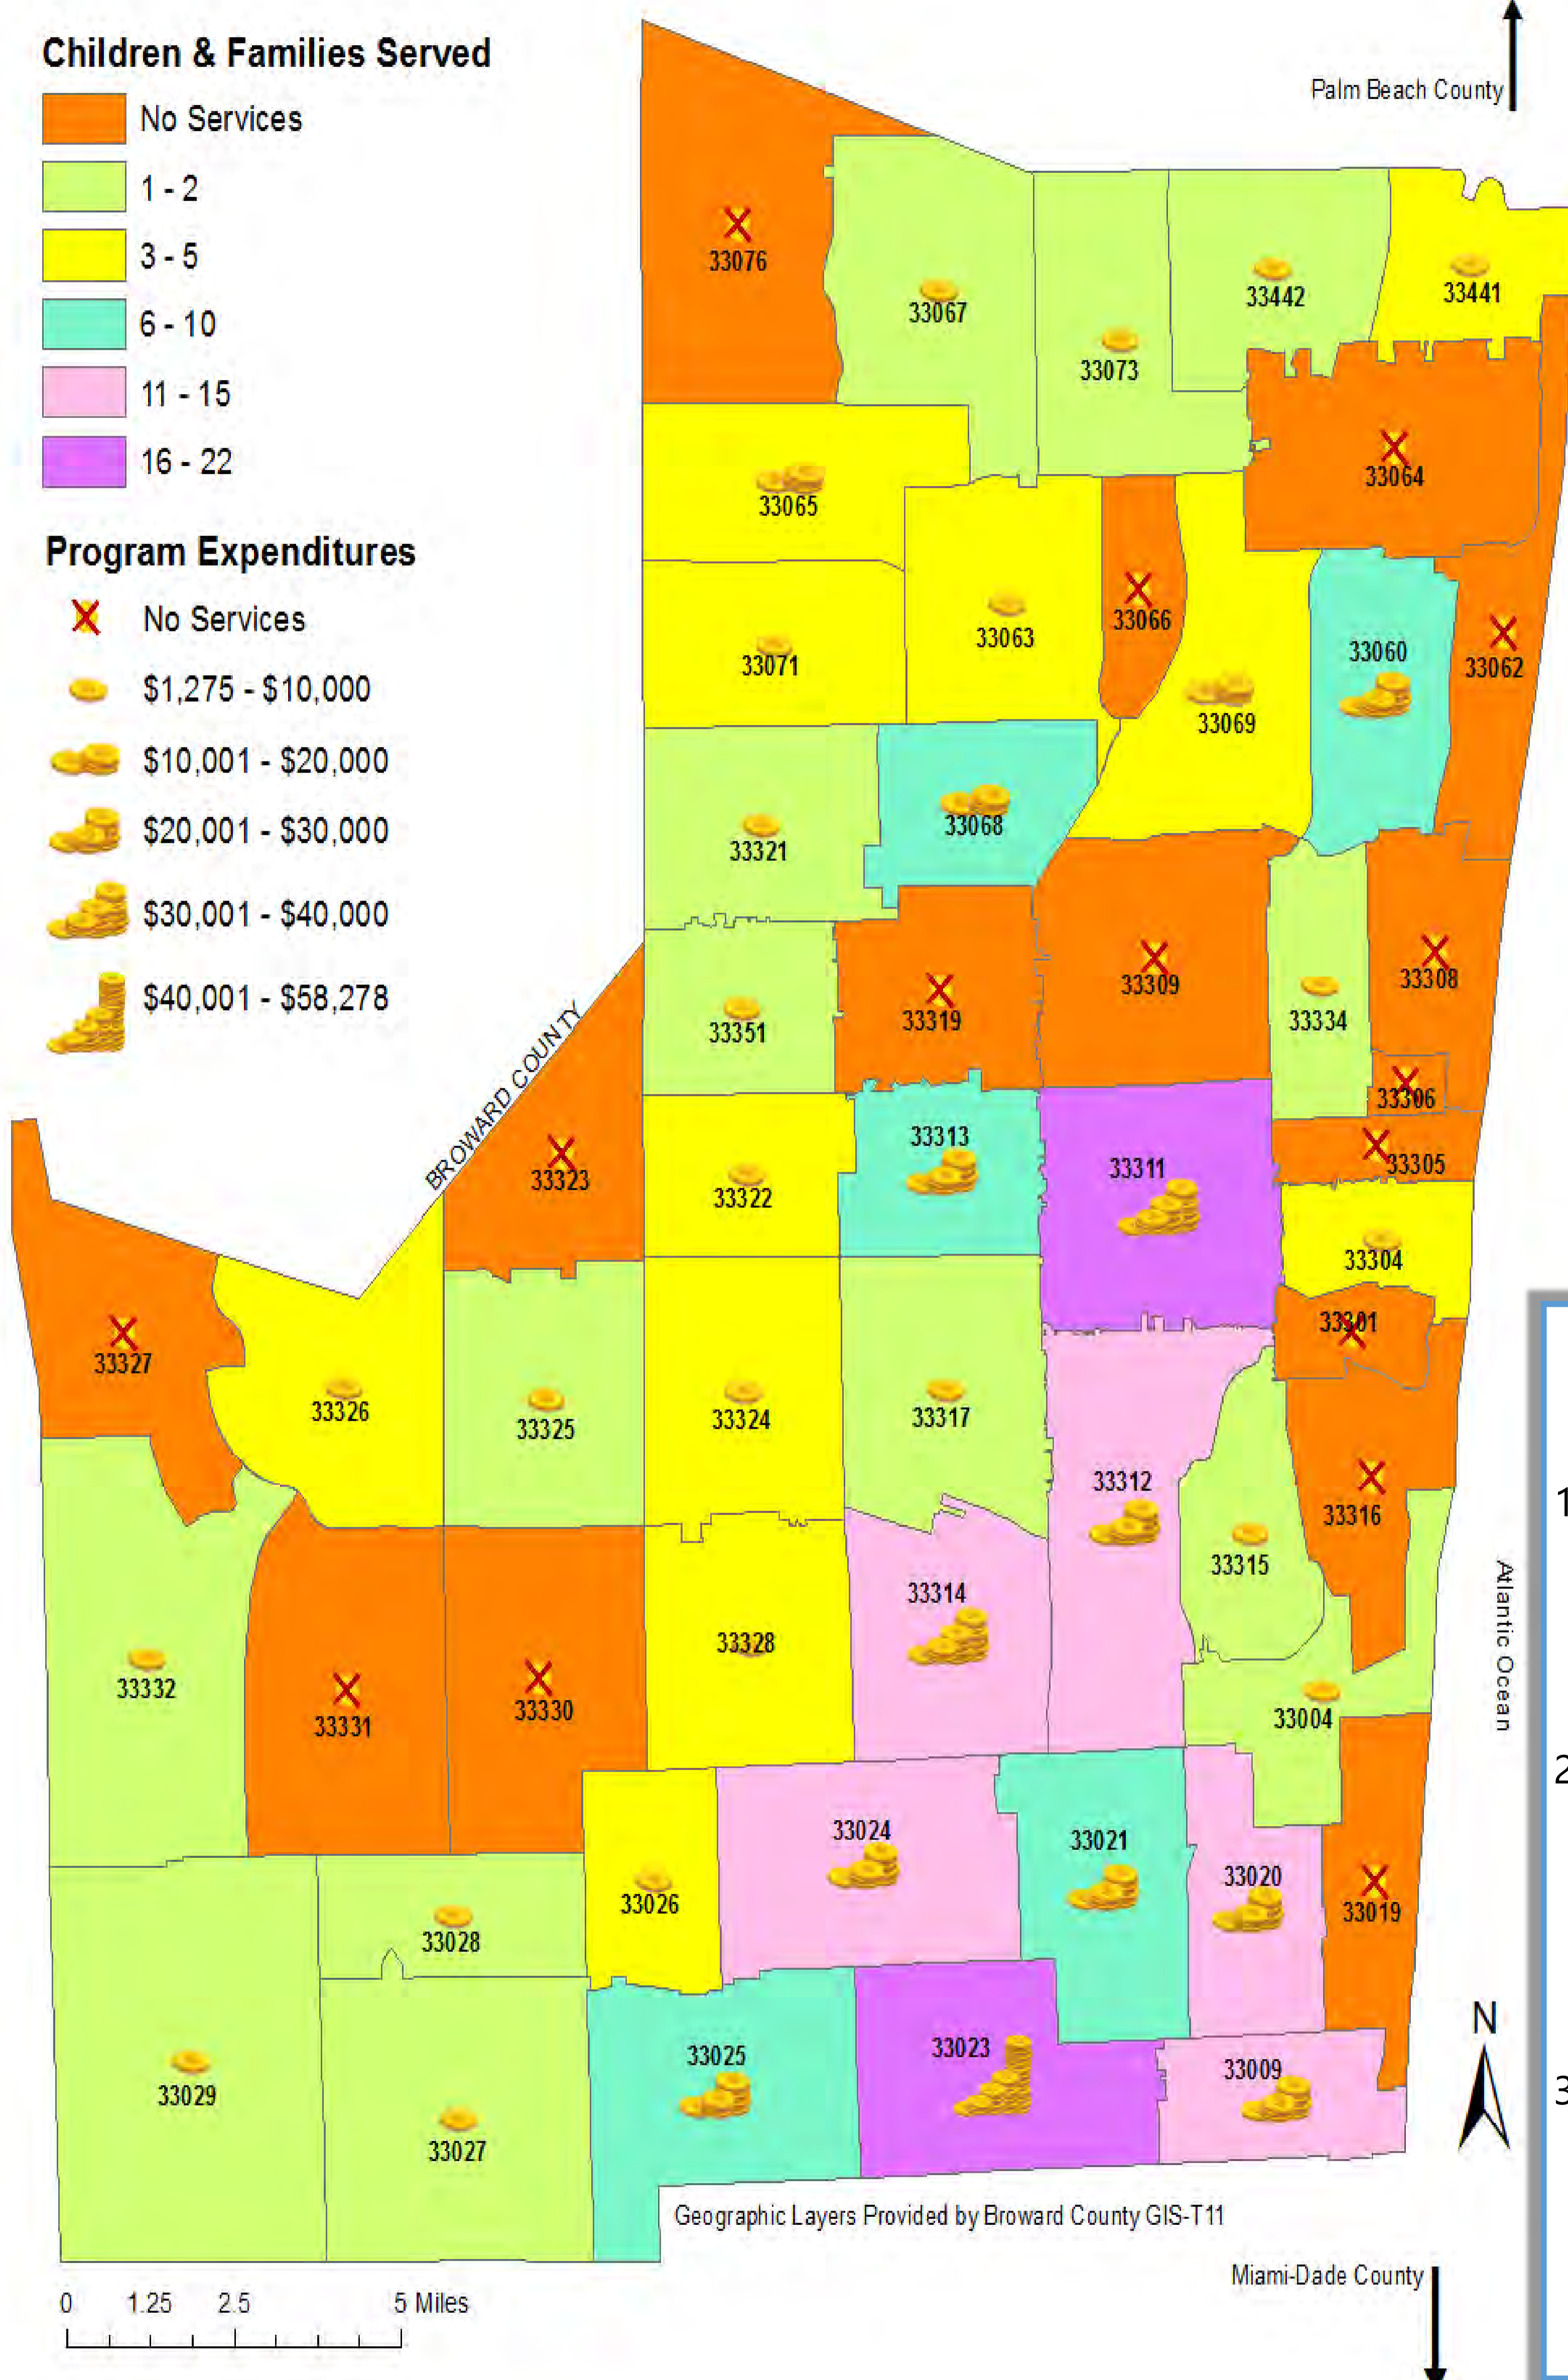 Children & Families Served
No Services
1 - 2
3 - 5
6 - 10
11 - 15
16 - 22
Program Expenditures
No Services
$1,275 - $10,000
$10,001 - $20,000
$20,001 - $30,000
$30,001 - $40,000
$40,001 - $58,278
Palm Beach County
33076
33067
33442
33441
33073
33064
33065
33066
33063
33060
33062
33071
33069
33068
33321
33319
33309
33308
33351
33334
33306
BROWARD COUNTY
33323
33322
33313
33311
33305
33304
33301
33327
33326
33325
33324
33317
33312
33316
33315
33314
33328
Atlantic Ocean
33332
33331
33330
33004
33024
33021
33020
33019
33026
33028
33029
33027
33025
33023
33009
N
1
2
3
Geographic Layers Provided by Broward County GIS-T11
Miami-Dade County
0 1.25 2.5 5 Miles